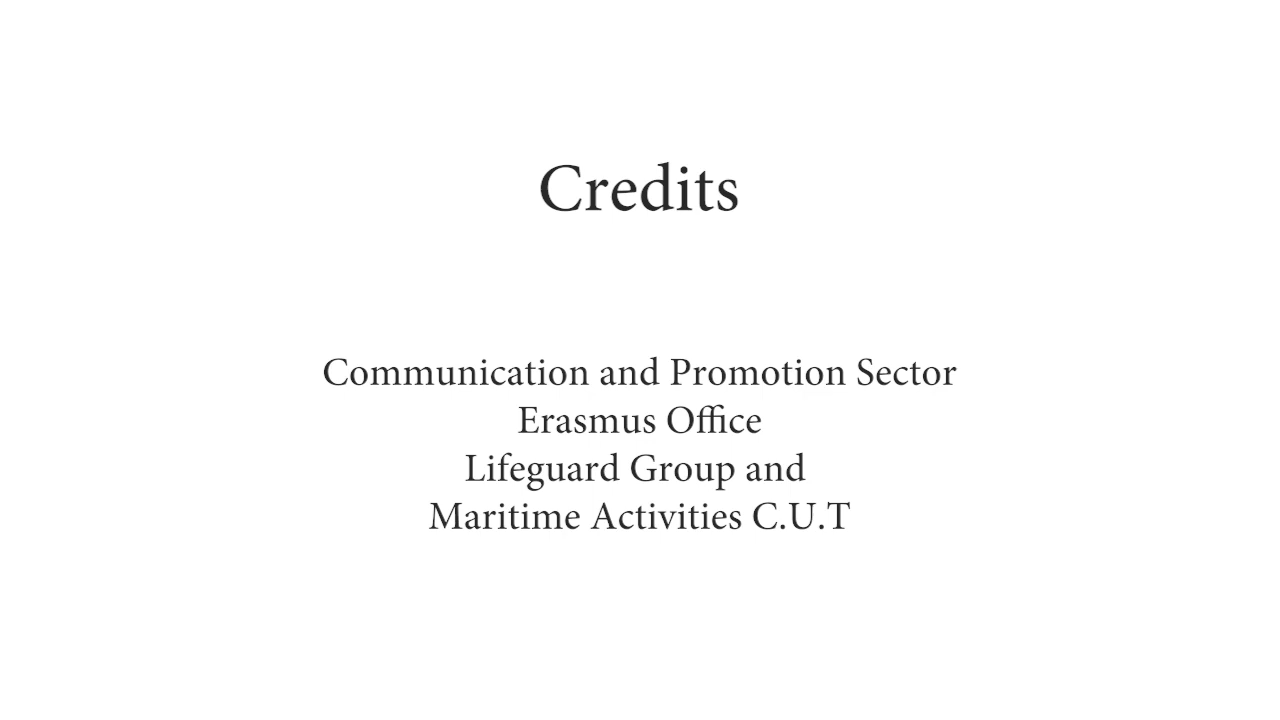 Credits
Communication and Promotion Sector
Erasmus Office
Lifeguard Group and
Maritime Activities C.U.T